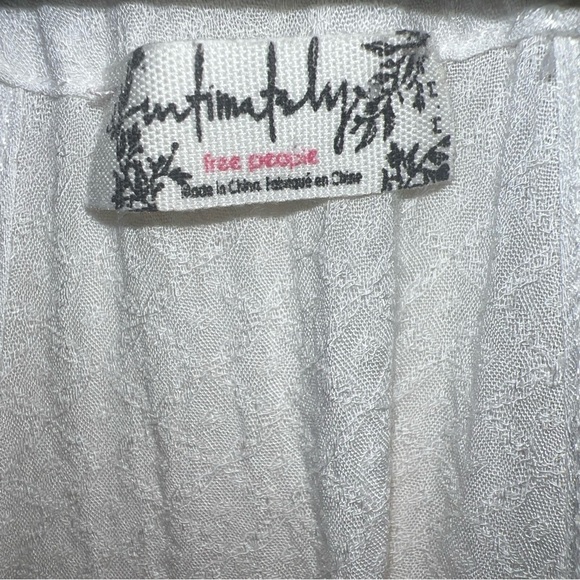 Intimately
free people
Made in China. Fabriqué en Chine